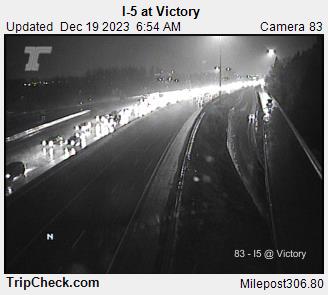 I-5 at Victory
Updated Dec 19 2023 6:54 AM Camera 83
T
N
83 - I5 @ Victory
TripCheck.com Milepost306.80